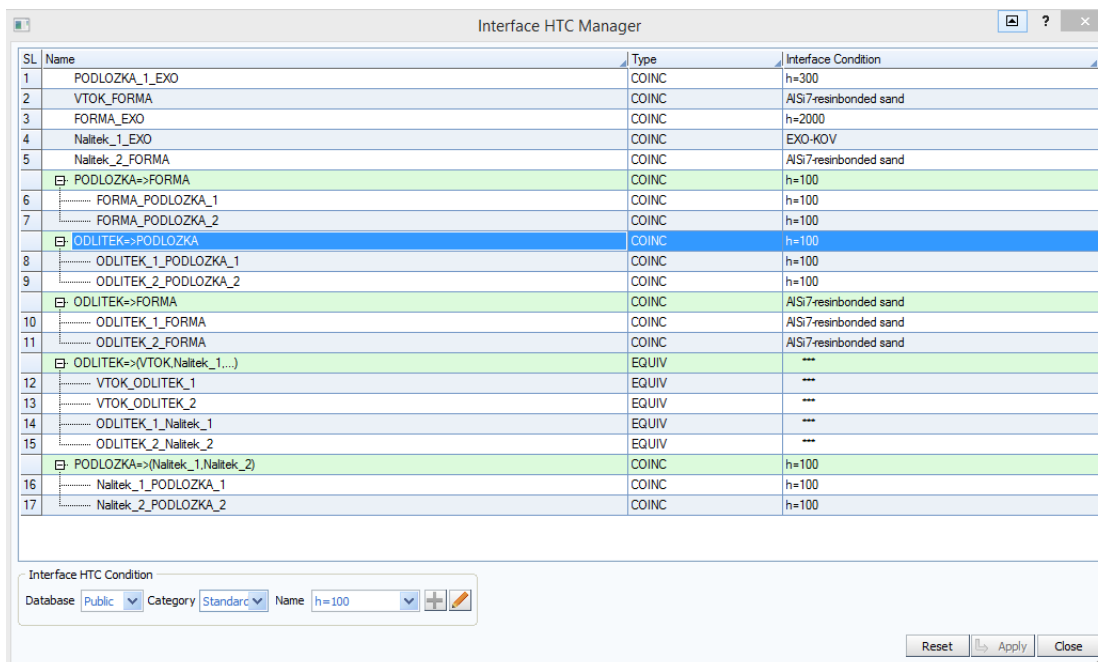 Interface HTC Manager
?
SL Name Type Interface Condition
1 PODLOZKA_1_EXO COINC h=300
2 VTOK_FORMA COINC AlSi7-resinbonded sand
3 FORMA_EXO COINC h=2000
4 Nalitek_1_EXO COINC EXO-KOV
5 Nalitek_2_FORMA COINC AlSi7-resinbonded sand
PODLOZKA=>FORMA COINC h=100
6 FORMA_PODLOZKA_1 COINC h=100
7 FORMA_PODLOZKA_2 COINC h=100
ODLITEK=>PODLOZKA COINC h=100
8 ODLITEK_1_PODLOZKA_1 COINC h=100
9 ODLITEK_2_PODLOZKA_2 COINC h=100
ODLITEK=>FORMA COINC AlSi7-resinbonded sand
10 ODLITEK_1_FORMA COINC AlSi7-resinbonded sand
11 ODLITEK_2_FORMA COINC AlSi7-resinbonded sand
ODLITEK=>(VTOK,Nalitek_1,...) EQUIV ***
12 VTOK_ODLITEK_1 EQUIV ***
13 VTOK_ODLITEK_2 EQUIV ***
14 ODLITEK_1_Nalitek_1 EQUIV ***
15 ODLITEK_2_Nalitek_2 EQUIV ***
PODLOZKA=>(Nalitek_1,Nalitek_2) COINC h=100
16 Nalitek_1_PODLOZKA_1 COINC h=100
17 Nalitek_2_PODLOZKA_2 COINC h=100
Interface HTC Condition
Database Public Category Standard Name h=100
Reset Apply Close